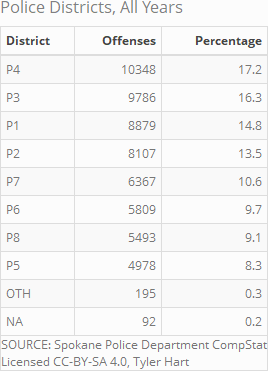 Police Districts, All Years
District Offenses Percentage
P4 10348 17.2
P3 9786 16.3
P1 8879 14.8
P2 8107 13.5
P7 6367 10.6
P6 5809 9.7
P8 5493 9.1
P5 4978 8.3
OTH 195 0.3
NA 92 0.2
SOURCE: Spokane Police Department CompStat
Licensed CC-BY-SA 4.0, Tyler Hart